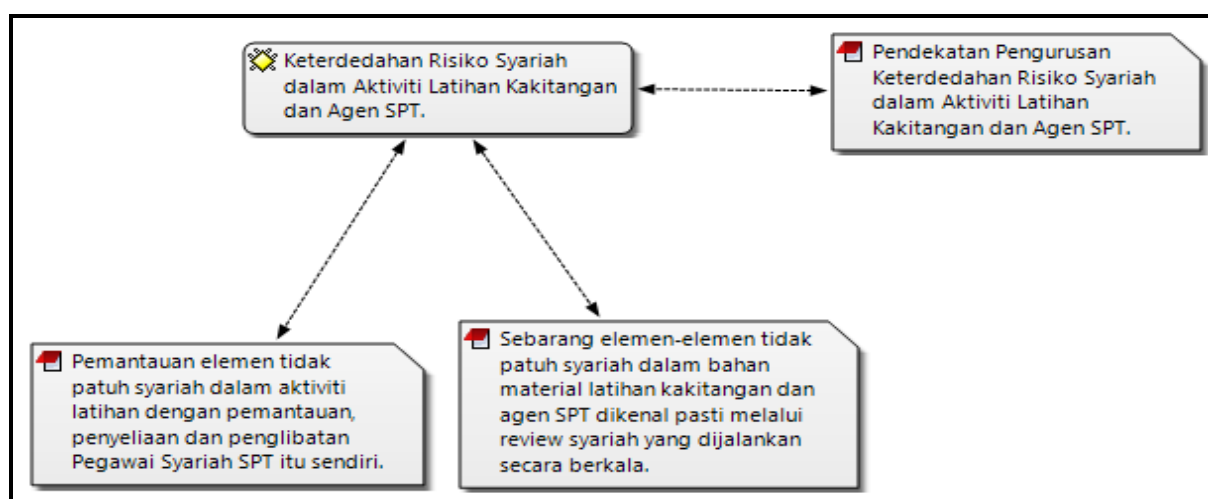 Keterdedahan Risiko Syariah
dalam Aktiviti Latihan Kakitangan
dan Agen SPT.
Pendekatan Pengurusan
Keterdedahan Risiko Syariah
dalam Aktiviti Latihan
Kakitangan dan Agen SPT.
Pemantauan elemen tidak
patuh syariah dalam aktiviti
latihan dengan pemantauan,
penyeliaan dan penglibatan
Pegawai Syariah SPT itu sendiri.
Sebarang elemen-elemen tidak
patuh syariah dalam bahan
material latihan kakitangan dan
agen SPT dikenal pasti melalui
review syariah yang dijalankan
secara berkala.